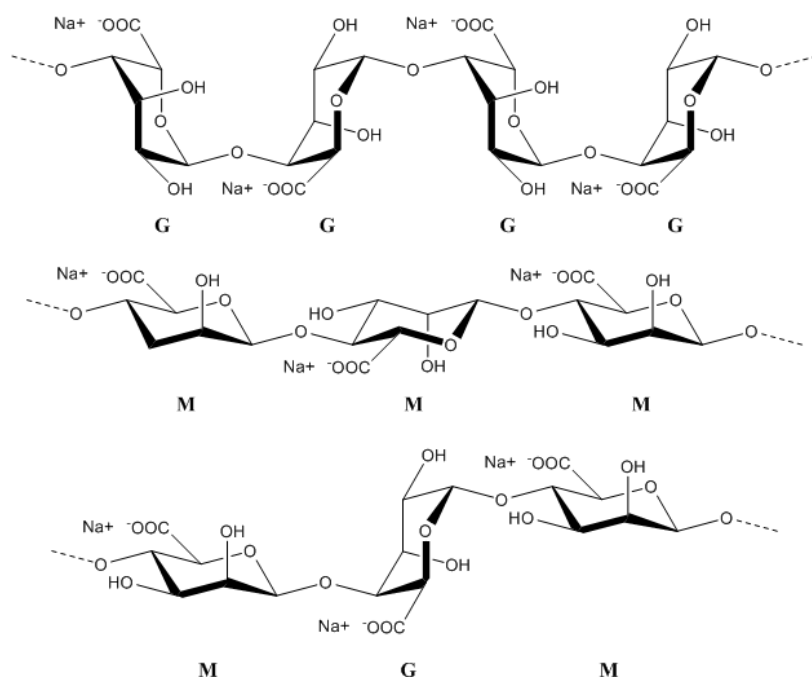 Na+ ⁻OOC OH Na+ ⁻OOC OH
O O O
OH OH
O O
O O
OH OH
O O
OH Na+ ⁻OOC OH Na+ ⁻OOC
G G G G
Na+ ⁻OOC OH Na+ ⁻OOC OH
O HO O
O O
O HO O
O
Na+ ⁻OOC OH
M M M
OH Na+ ⁻OOC OH
O
O
HO O
Na+ ⁻OOC OH O
O
O OH
HO O
Na+ ⁻OOC
M G M